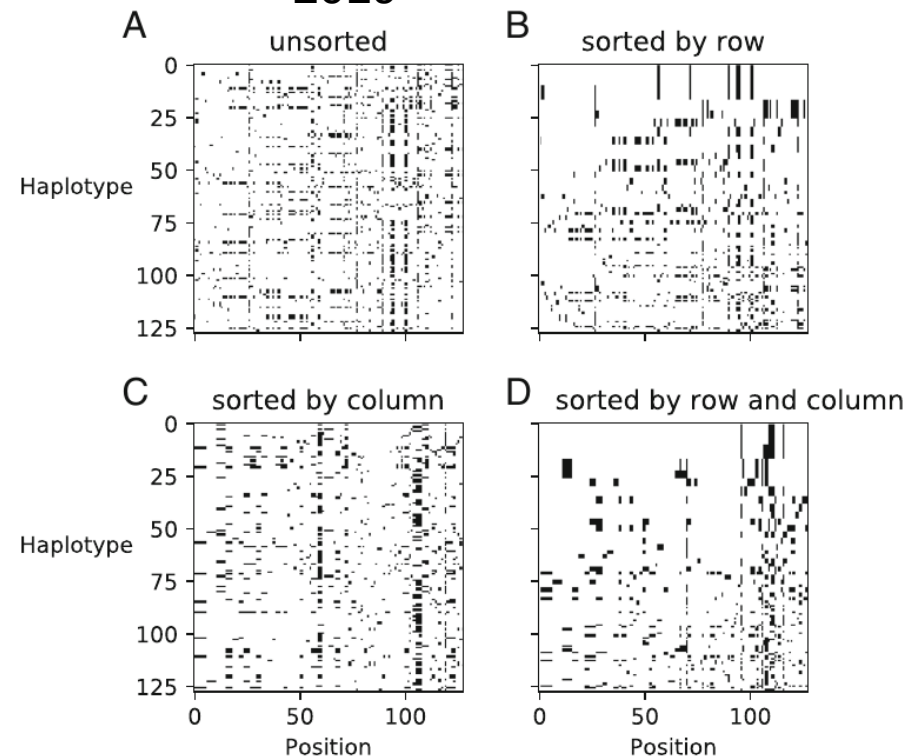 A
unsorted
B
sorted by row
0
25
50
75
100
125
Haplotype
C
sorted by column
D
sorted by row and column
0
25
50
75
100
125
Haplotype
0
50
100
Position
0
50
100
Position